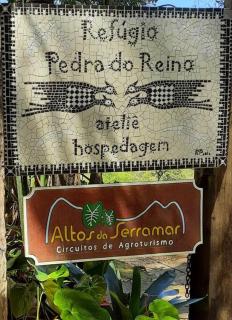 Refúgio
Pedra do Reino
ateliê
hospedagem
Altos da Serramar
Circuitos de Agroturismo